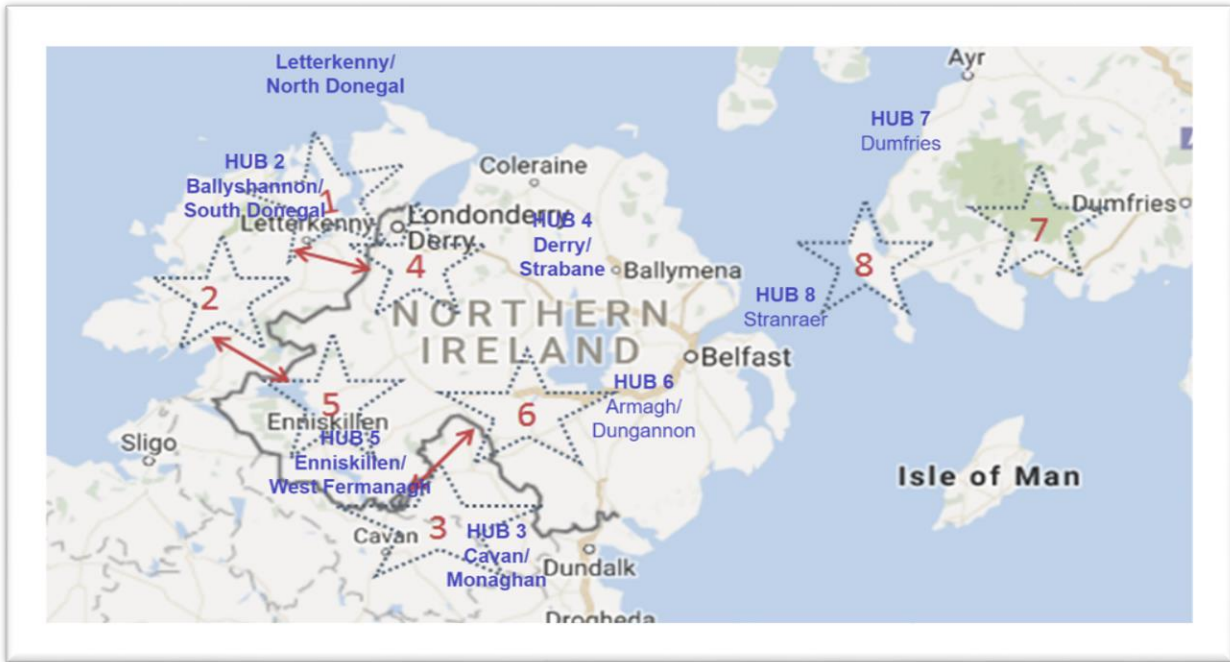 Letterkenny/
North Donegal
Ayr
HUB 7
Dumfries
HUB 2
Ballyshannon/
South Donegal
Coleraine
1
Letterkenny
Londonderry
Derry
HUB 4
Derry/
Strabane
4
Ballymena
7
Dumfries
8
2
HUB 8
Stranraer
NORTHERN
IRELAND
Belfast
5
Enniskillen
HUB 5
Enniskillen/
West Fermanagh
6
HUB 6
Armagh/
Dungannon
Sligo
Isle of Man
Cavan
3
HUB 3
Cavan/
Monaghan
Dundalk
Drogheda